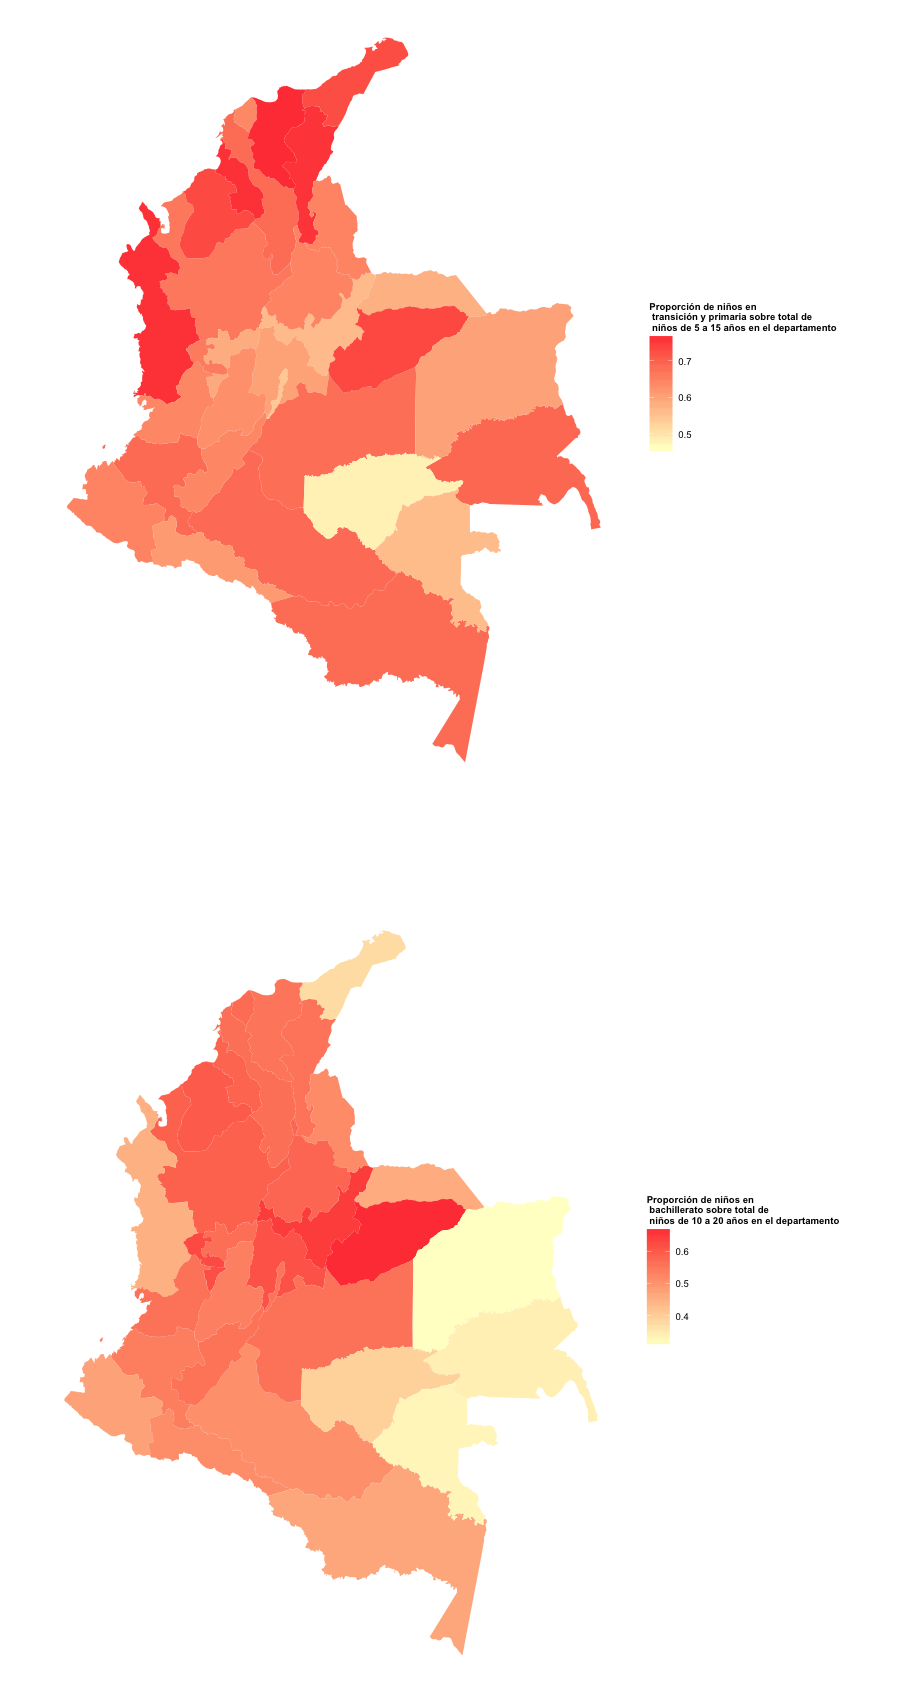 Proporción de niños en
transición y primaria sobre total de
niños de 5 a 15 años en el departamento
0.7
0.6
0.5
Proporción de niños en
bachillerato sobre total de
niños de 10 a 20 años en el departamento
0.6
0.5
0.4